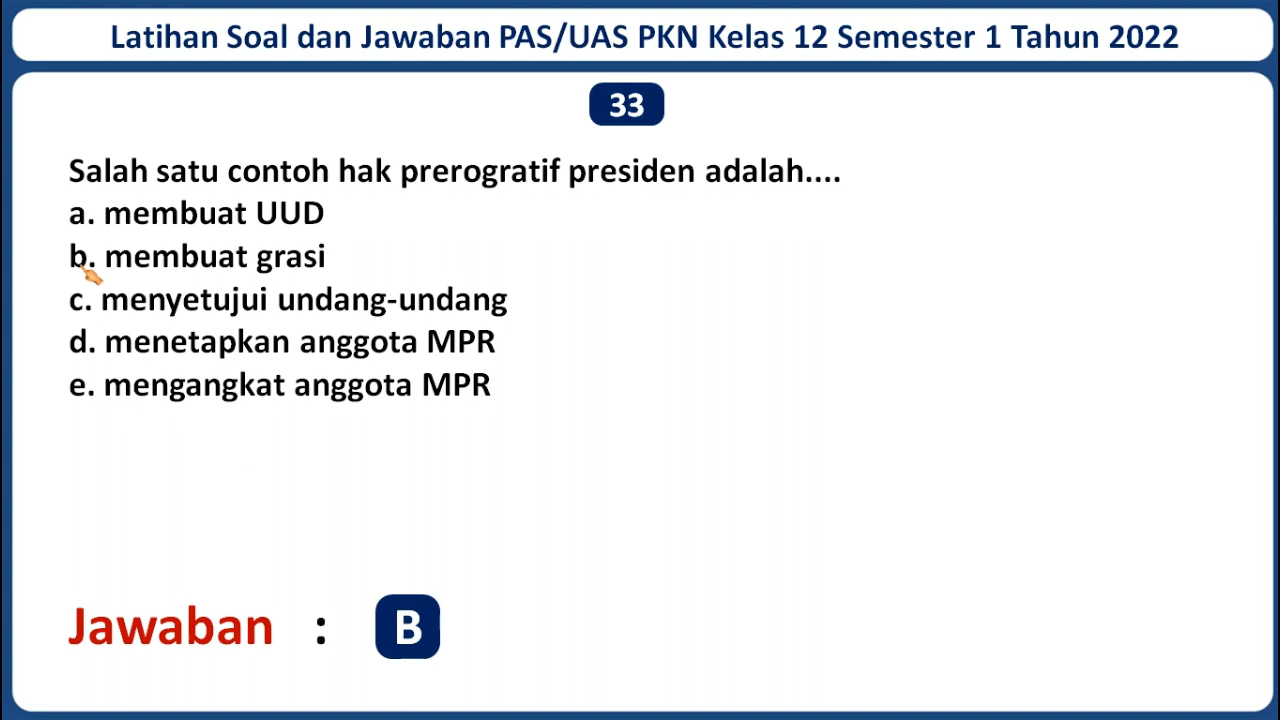 Latihan Soal dan Jawaban PAS/UAS PKN Kelas 12 Semester 1 Tahun 2022
33
Salah satu contoh hak prerogratif presiden adalah....
a. membuat UUD
b. membuat grasi
c. menyetujui undang-undang
d. menetapkan anggota MPR
e. mengangkat anggota MPR
Jawaban : B